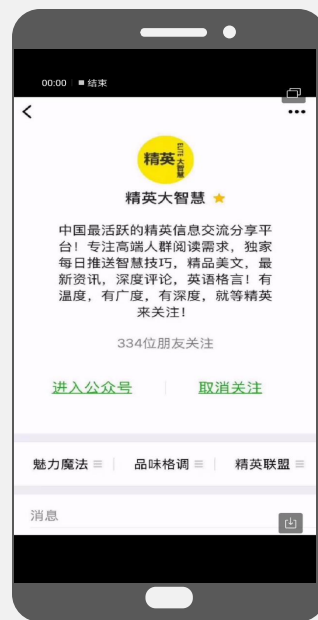 00:00 结束
精英
大智慧
精英大智慧
中国最活跃的精英信息交流分享平
台！专注高端人群阅读需求，独家
每日推送智慧技巧，精品美文，最
新资讯，深度评论，英语格言！有
温度，有广度，有深度，就等精英
来关注！
334位朋友关注
进入公众号 取消关注
魅力魔法 品味格调 精英联盟
消息